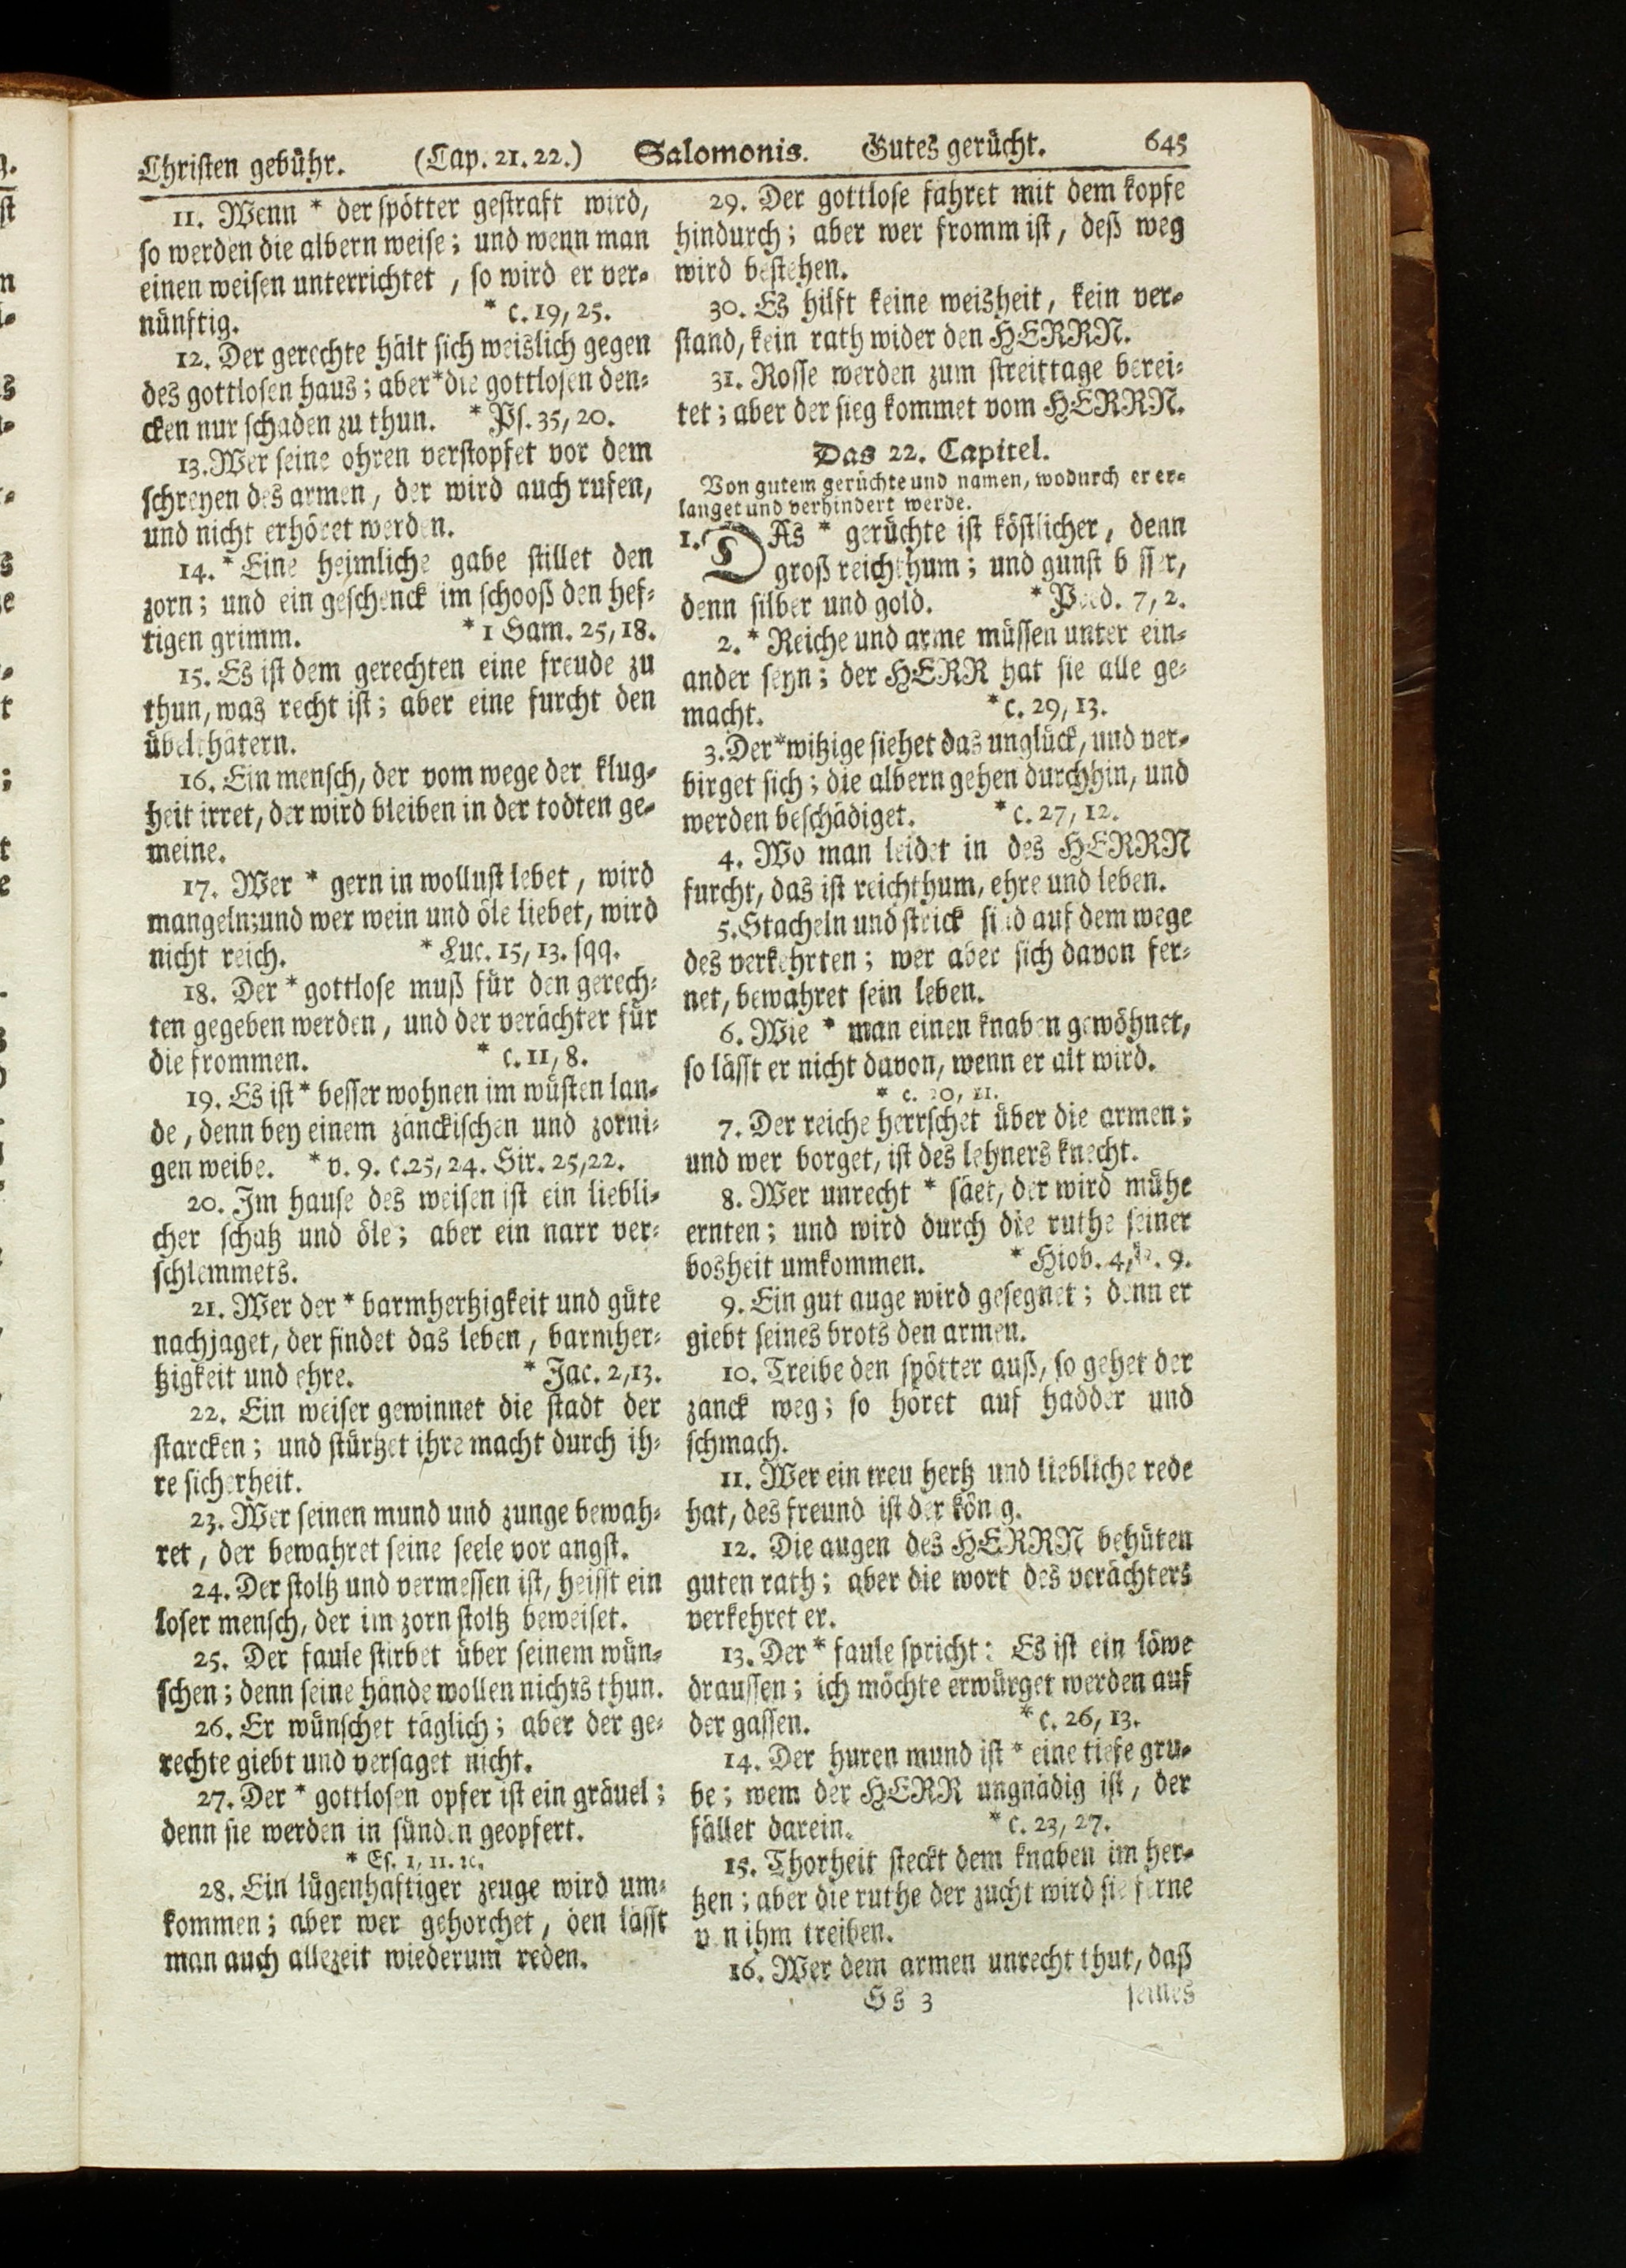 Christen gebühr. (Cap. 21. 22.) Salomonis. Gutes gerücht. 645
11. Wenn * der spötter gestraft wird,
so werden die albern weise; und wenn man
einen weisen unterrichtet, so wird er ver-
nünftig. * c. 19, 25.
12. Der gerechte hält sich weislich gegen
des gottlosen haus; aber * die gottlosen den-
cken nur schaden zu thun. * Ps. 35, 20.
13. Wer seine ohren verstopfet vor dem
schreyen des armen, der wird auch rufen,
und nicht erhöret werden.
14. * Eine heimliche gabe stillet den
zorn; und ein geschenck im schooß den hef-
tigen grimm. * 1 Sam. 25, 18.
15. Es ist dem gerechten eine freude zu
thun, was recht ist; aber eine furcht den
übelthätern.
16. Ein mensch, der vom wege der klug-
heit irret, der wird bleiben in der todten ge-
meine.
17. Wer * gern in wollust lebet, wird
mangeln; und wer wein und öle liebet, wird
nicht reich. * Luc. 15, 13. sqq.
18. Der * gottlose muß für den gerech-
ten gegeben werden, und der verächter für
die frommen. * c. 11, 8.
19. Es ist * besser wohnen im wüsten lan-
de, denn bey einem zänckischen und zorni-
gen weibe. * v. 9. c. 25, 24. Sir. 25, 22.
20. Im hause des weisen ist ein liebli-
cher schatz und öle; aber ein narr ver-
schlemmets.
21. Wer der * barmhertzigkeit und güte
nachjaget, der findet das leben, barmher-
tzigkeit und ehre. * Jac. 2, 13.
22. Ein weiser gewinnet die stadt der
starcken; und stürtzet ihre macht durch ih-
re sicherheit.
23. Wer seinen mund und zunge bewah-
ret, der bewahret seine seele vor angst.
24. Der stoltz und vermessen ist, heisst ein
loser mensch, der im zorn stoltz beweiset.
25. Der faule stirbet über seinem wün-
schen; denn seine hände wollen nichts thun.
26. Er wünschet täglich; aber der ge-
rechte giebt und versaget nicht.
27. Der * gottlosen opfer ist ein gräuel;
denn sie werden in sünden geopfert.
* Es. 1, 11. 2c.
28. Ein lügenhaftiger zeuge wird um-
kommen; aber wer gehorchet, den lässt
man auch allezeit wiederum reden.
29. Der gottlose fähret mit dem kopfe
hindurch; aber wer fromm ist, deß weg
wird bestehen.
30. Es hilft keine weisheit, kein ver-
stand, kein rath wider den HERRN.
31. Rosse werden zum streittage berei-
tet; aber der sieg kommet vom HERRN.
Das 22. Capitel.
Von gutem gerüchte und namen, wodurch er er-
langet und verhindert werde.
1. DAs * gerüchte ist köstlicher, denn
groß reichthum; und gunst besser,
denn silber und gold. * Pred. 7, 2.
2. * Reiche und arme müssen unter ein-
ander seyn; der HERR hat sie alle ge-
macht. * c. 29, 13.
3. Der * witzige siehet das unglück, und ver-
birget sich; die albern gehen durchhin, und
werden beschädiget. * c. 27, 12.
4. Wo man leidet in des HERRN
furcht, das ist reichthum, ehre und leben.
5. Stacheln und strick sind auf dem wege
des verkehrten; wer aber sich davon fer-
net, bewahret sein leben.
6. Wie * man einen knaben gewöhnet,
so lässt er nicht davon, wenn er alt wird.
* c. 20, 11.
7. Der reiche herrschet über die armen;
und wer borget, ist des lehners knecht.
8. Wer unrecht * säet, der wird mühe
ernten; und wird durch die ruthe seiner
bosheit umkommen. * Hiob. 4, 9.
9. Ein gut auge wird gesegnet; denn er
giebt seines brots den armen.
10. Treibe den spötter auß, so gehet der
zanck weg; so höret auf hadder und
schmach.
11. Wer ein treu hertz und liebliche rede
hat, des freund ist der könig.
12. Die augen des HERRN behüten
guten rath; aber die wort des verächters
verkehret er.
13. Der * faule spricht: Es ist ein löwe
draussen; ich möchte erwürget werden auf
der gassen. * c. 26, 13.
14. Der huren mund ist * eine tiefe gru-
be; wem der HERR ungnädig ist, der
fället darein. * c. 23, 27.
15. Thorheit steckt dem knaben im her-
tzen; aber die ruthe der zucht wird sie ferne
von ihm treiben.
16. Wer dem armen unrecht thut, daß
Ss 3 seines